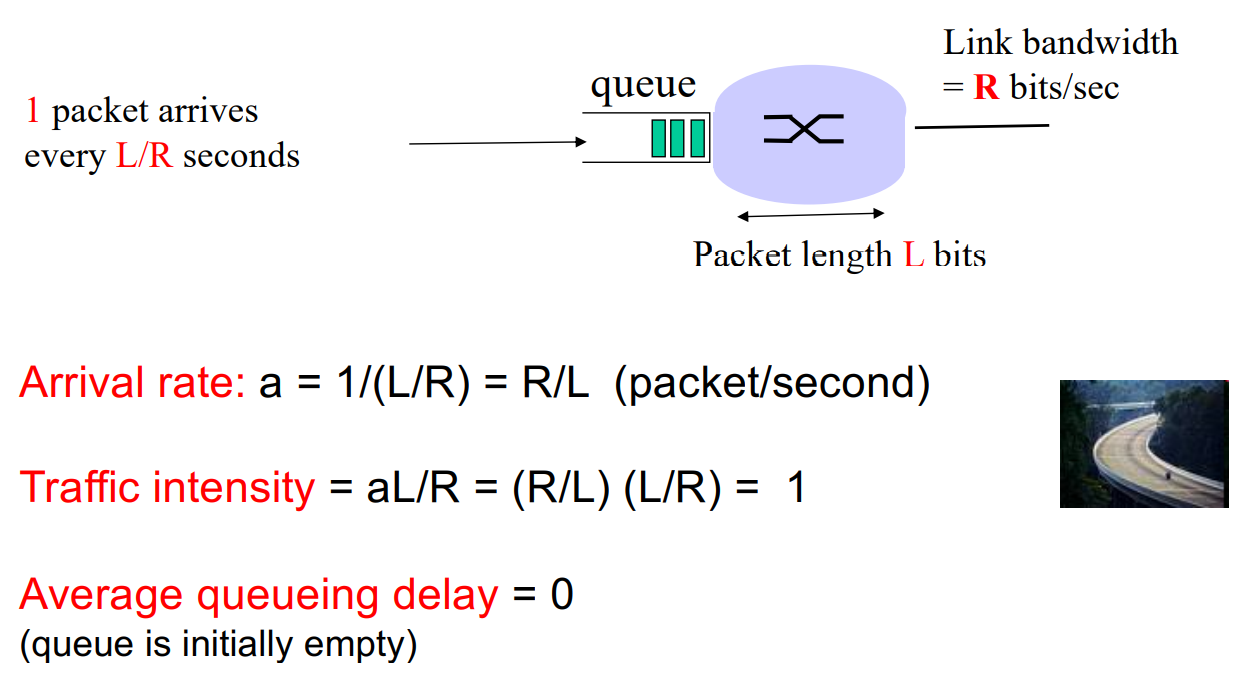 1 packet arrives
every L/R seconds
queue
Link bandwidth
= R bits/sec
Packet length L bits
Arrival rate: a = 1/(L/R) = R/L (packet/second)
Traffic intensity = aL/R = (R/L) (L/R) = 1
Average queueing delay = 0
(queue is initially empty)